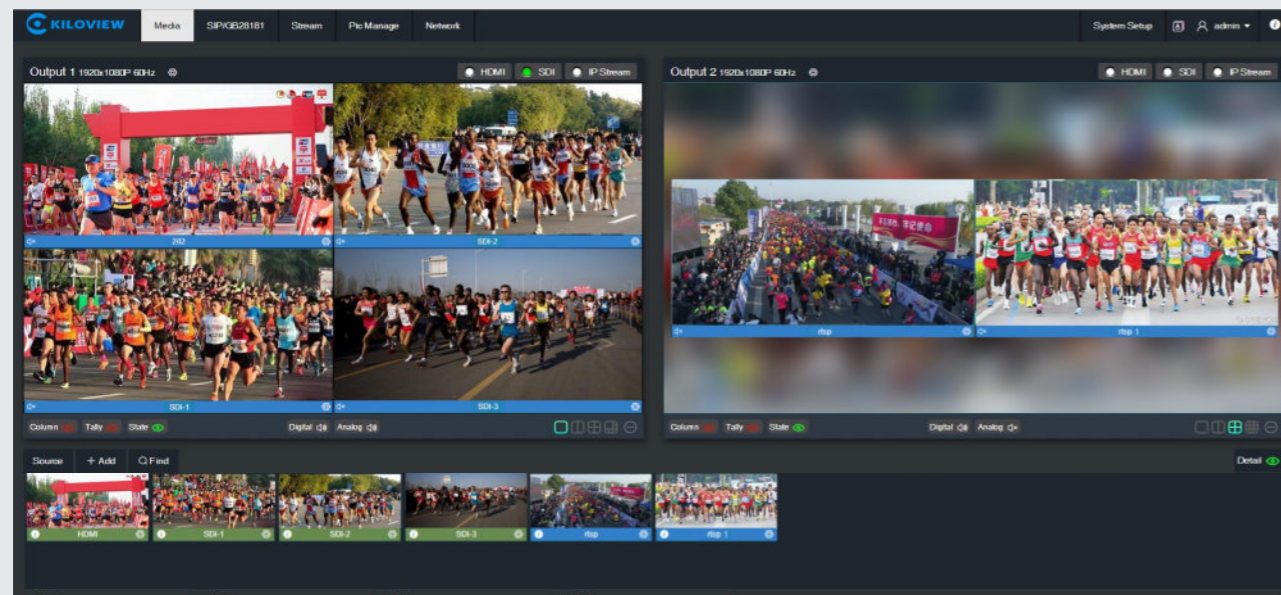 KILOVIEW Media SIP/GB28181 Stream Pic Manage Network System Setup admin
Output 1 1920x1080P 60Hz HDMI SDI IP Stream
Output 2 1920x1080P 60Hz HDMI SDI IP Stream
202
SDI-2
SDI-1
SDI-3
rtsp
rtsp 1
Column Tally State Digital Analog
Column Tally State Digital Analog
Source + Add Find Detail
HDMI
SDI-1
SDI-2
SDI-3
rtsp
rtsp 1